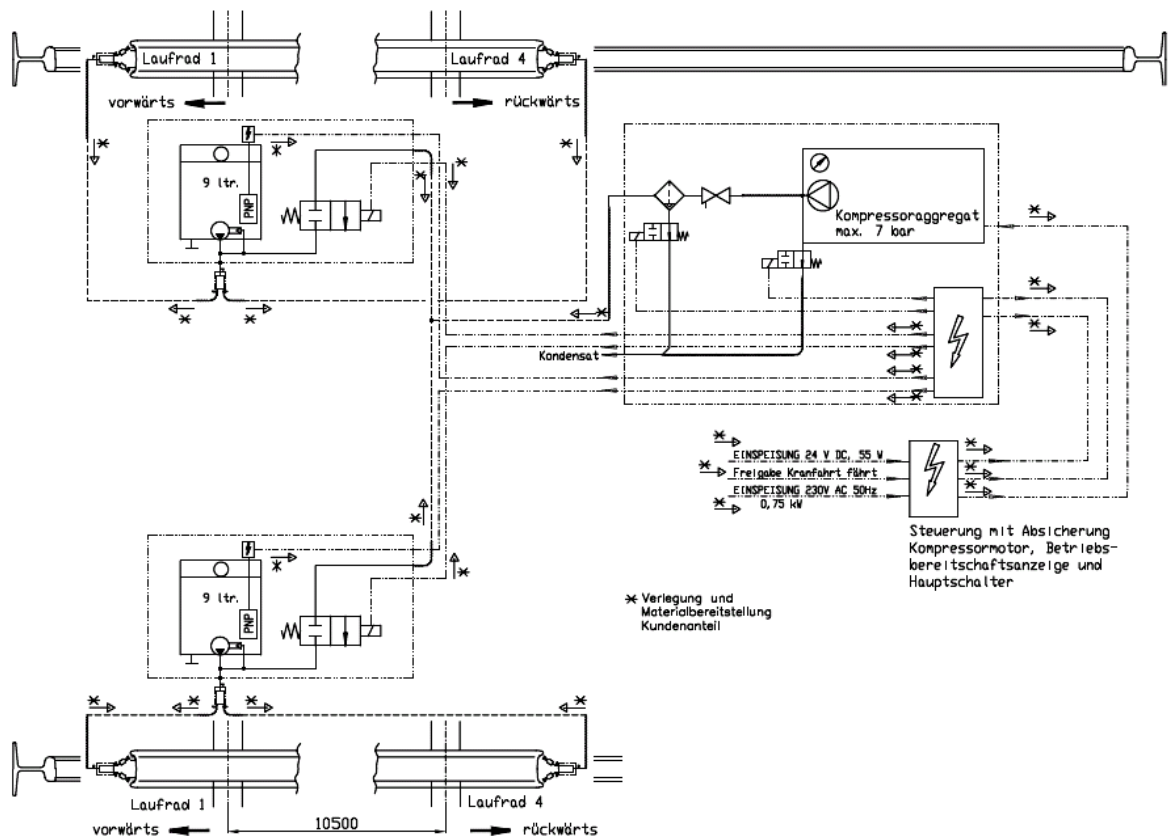 Laufrad 1
Laufrad 4
vorwärts
rückwärts
9 ltr.
PNP
Kompressoraggregat
max. 7 bar
Kondensat
EINSPEISUNG 24 V DC, 55 W
Freigabe Kranfahrt fährt
EINSPEISUNG 230V AC 50Hz
0,75 kW
Steuerung mit Absicherung
Kompressormotor, Betriebs-
bereitschaftsanzeige und
Hauptschalter
9 ltr.
PNP
Verlegung und
Materialbereitstellung
Kundenanteil
Laufrad 1
Laufrad 4
vorwärts
10500
rückwärts